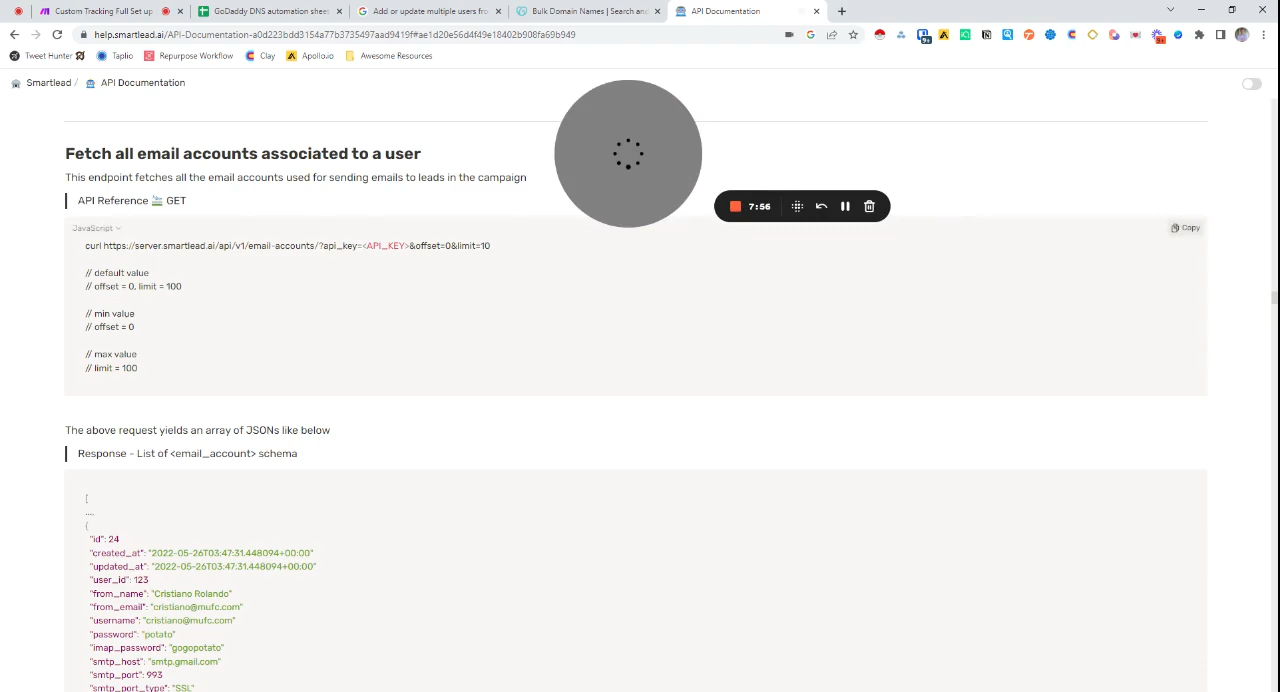 Custom Tracking Full Set up
GoDaddy DNS automation sheet
Add or update multiple users fro
Bulk Domain Names | Search and
API Documentation
help.smartlead.ai/API-Documentation-a0d223bdd3154a77b3735497aad9419f#ae1d20e56d4f49e18402b908fa69b949
Tweet Hunter
Taplio
Repurpose Workflow
Clay
Apollo.io
Awesome Resources
Smartlead /
API Documentation
Fetch all email accounts associated to a user
This endpoint fetches all the email accounts used for sending emails to leads in the campaign
API Reference GET
7:56
JavaScript
Copy
curl https://server.smartlead.ai/api/v1/email-accounts/?api_key=<API_KEY>&offset=0&limit=10
// default value
// offset = 0, limit = 100
// min value
// offset = 0
// max value
// limit = 100
The above request yields an array of JSONs like below
Response - List of <email_account> schema
[
....
{
"id": 24
"created_at": "2022-05-26T03:47:31.448094+00:00"
"updated_at": "2022-05-26T03:47:31.448094+00:00"
"user_id": 123
"from_name": "Cristiano Rolando"
"from_email": "cristiano@mufc.com"
"username": "cristiano@mufc.com"
"password": "potato"
"imap_password": "gogopotato"
"smtp_host": "smtp.gmail.com"
"smtp_port": 993
"smtp_port_type": "SSL"